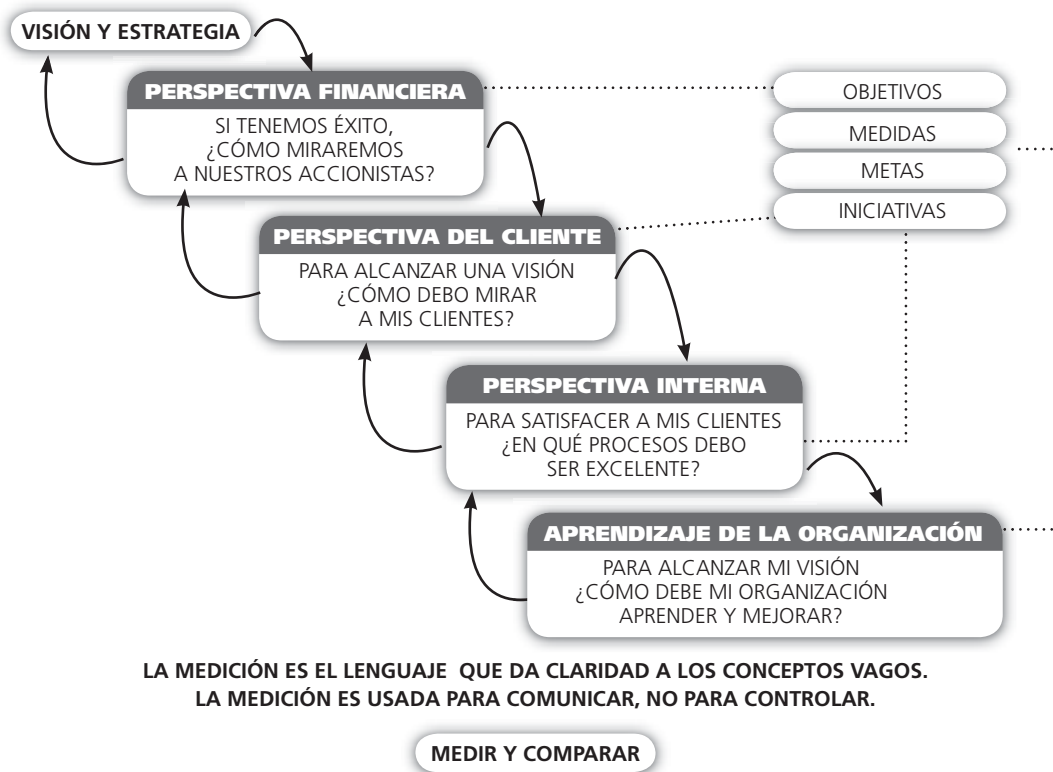 VISIÓN Y ESTRATEGIA
PERSPECTIVA FINANCIERA
SI TENEMOS ÉXITO,
¿CÓMO MIRAREMOS
A NUESTROS ACCIONISTAS?
OBJETIVOS
MEDIDAS
METAS
INICIATIVAS
PERSPECTIVA DEL CLIENTE
PARA ALCANZAR UNA VISIÓN
¿CÓMO DEBO MIRAR
A MIS CLIENTES?
PERSPECTIVA INTERNA
PARA SATISFACER A MIS CLIENTES
¿EN QUÉ PROCESOS DEBO
SER EXCELENTE?
APRENDIZAJE DE LA ORGANIZACIÓN
PARA ALCANZAR MI VISIÓN
¿CÓMO DEBE MI ORGANIZACIÓN
APRENDER Y MEJORAR?
LA MEDICIÓN ES EL LENGUAJE QUE DA CLARIDAD A LOS CONCEPTOS VAGOS.
LA MEDICIÓN ES USADA PARA COMUNICAR, NO PARA CONTROLAR.
MEDIR Y COMPARAR